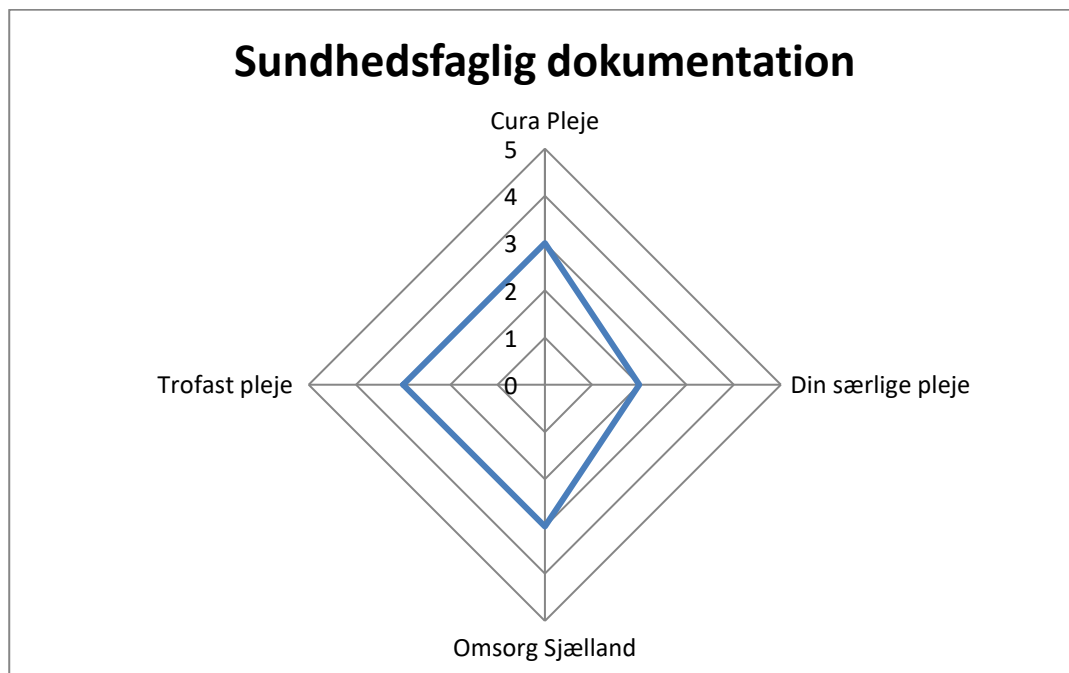 Sundhedsfaglig dokumentation
Cura Pleje
5
4
3
2
1
0
Trofast pleje
Din særlige pleje
Omsorg Sjælland